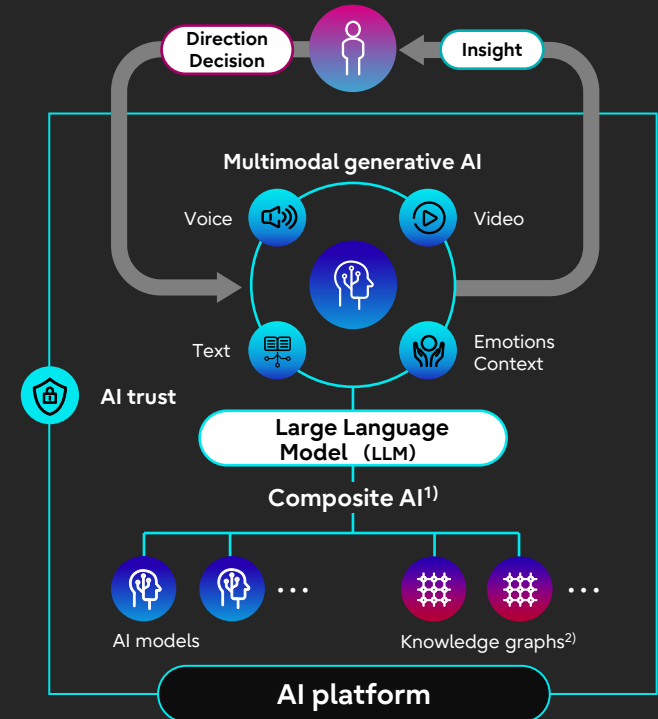 Direction
Decision
Insight
Multimodal generative AI
Voice
Video
Text
Emotions
Context
AI trust
Large Language
Model (LLM)
Composite AI¹⁾
...
...
AI models
Knowledge graphs²⁾
AI platform